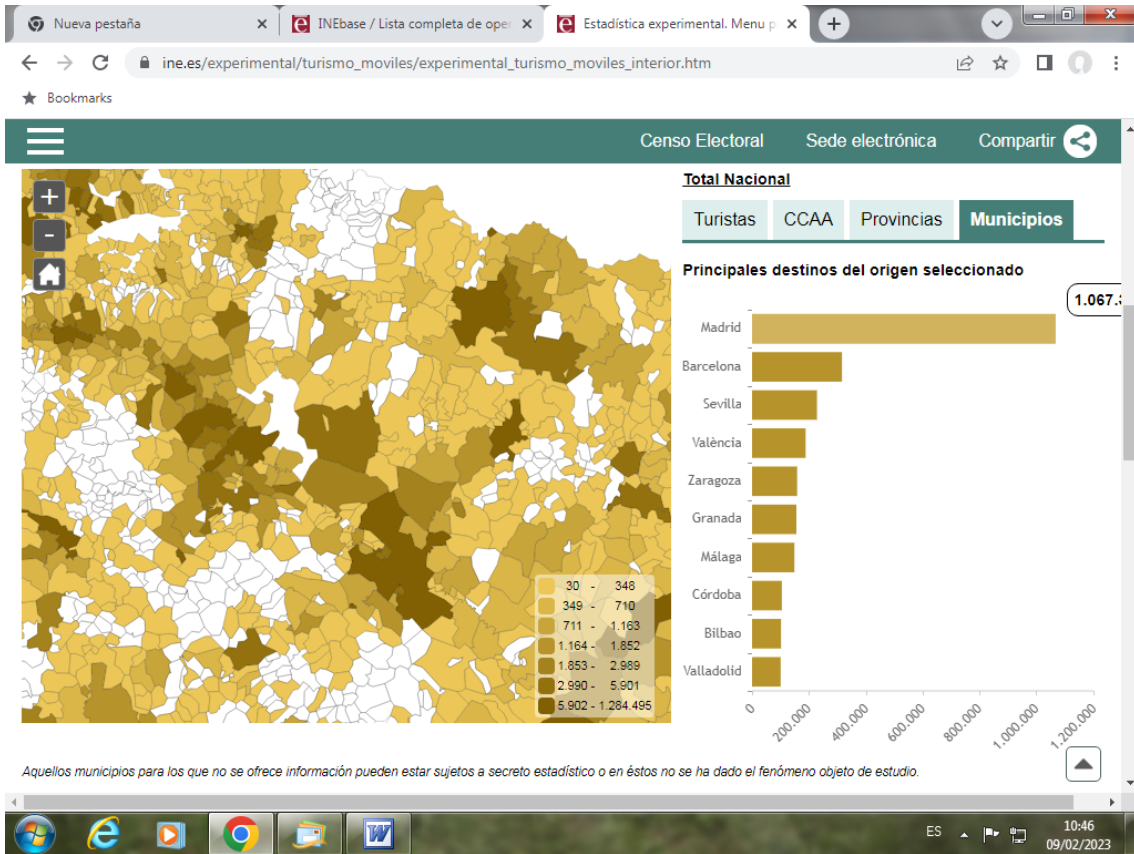 Nueva pestaña
INEbase / Lista completa de oper
Estadística experimental. Menu p
ine.es/experimental/turismo_moviles/experimental_turismo_moviles_interior.htm
Bookmarks
Censo Electoral Sede electrónica Compartir
+
-
Total Nacional
Turistas CCAA Provincias Municipios
Principales destinos del origen seleccionado
1.067.3
Madrid
Barcelona
Sevilla
València
Zaragoza
Granada
Málaga
Córdoba
Bilbao
Valladolid
0 200.000 400.000 600.000 800.000 1.000.000 1.200.000
30 - 348
349 - 710
711 - 1.163
1.164 - 1.852
1.853 - 2.989
2.990 - 5.901
5.902 - 1.284.495
Aquellos municipios para los que no se ofrece información pueden estar sujetos a secreto estadístico o en éstos no se ha dado el fenómeno objeto de estudio.
ES
10:46
09/02/2023